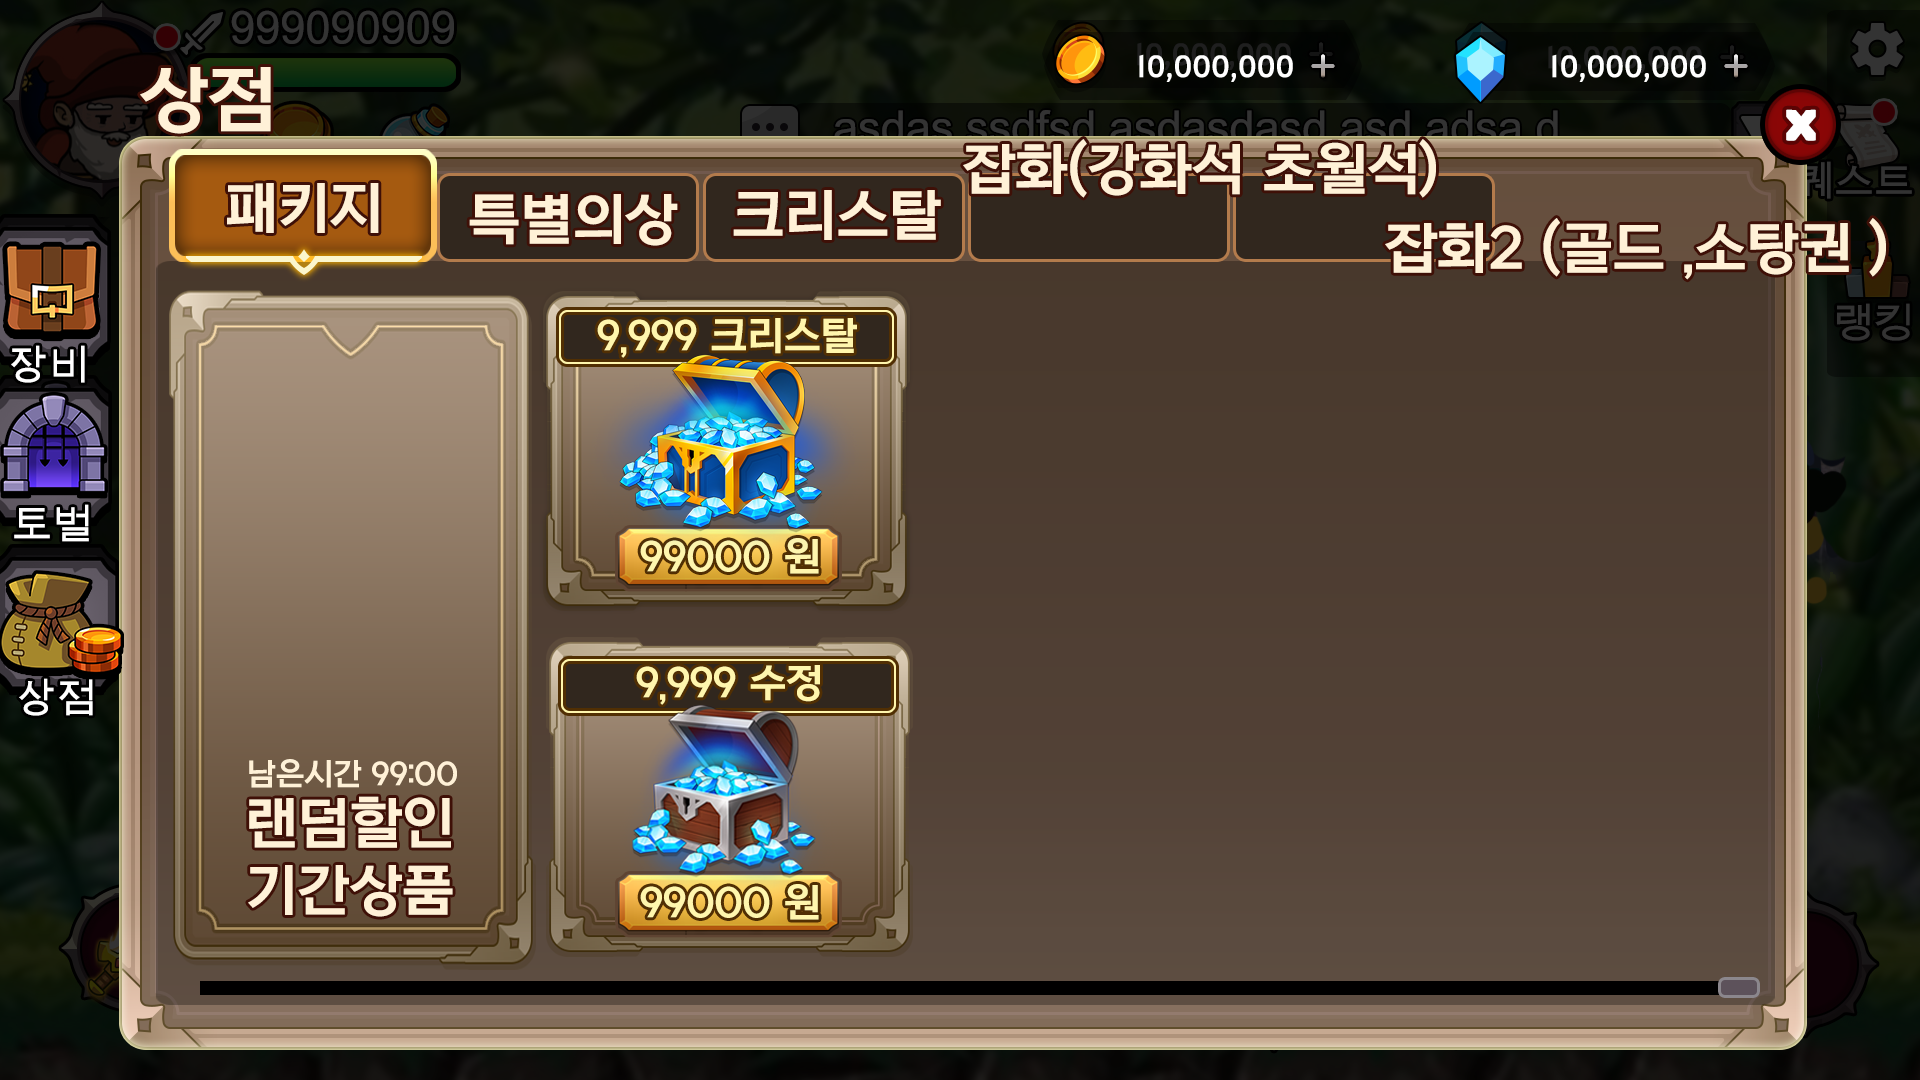 999090909
10,000,000 +
10,000,000 +
상점
asdas ssdfsd asdasdasd asd adsa d
패키지
특별의상
크리스탈
잡화(강화석 초월석)
잡화2 (골드 ,소탕권 )
퀘스트
랭킹
장비
토벌
상점
9,999 크리스탈
99000 원
9,999 수정
99000 원
남은시간 99:00
랜덤할인
기간상품